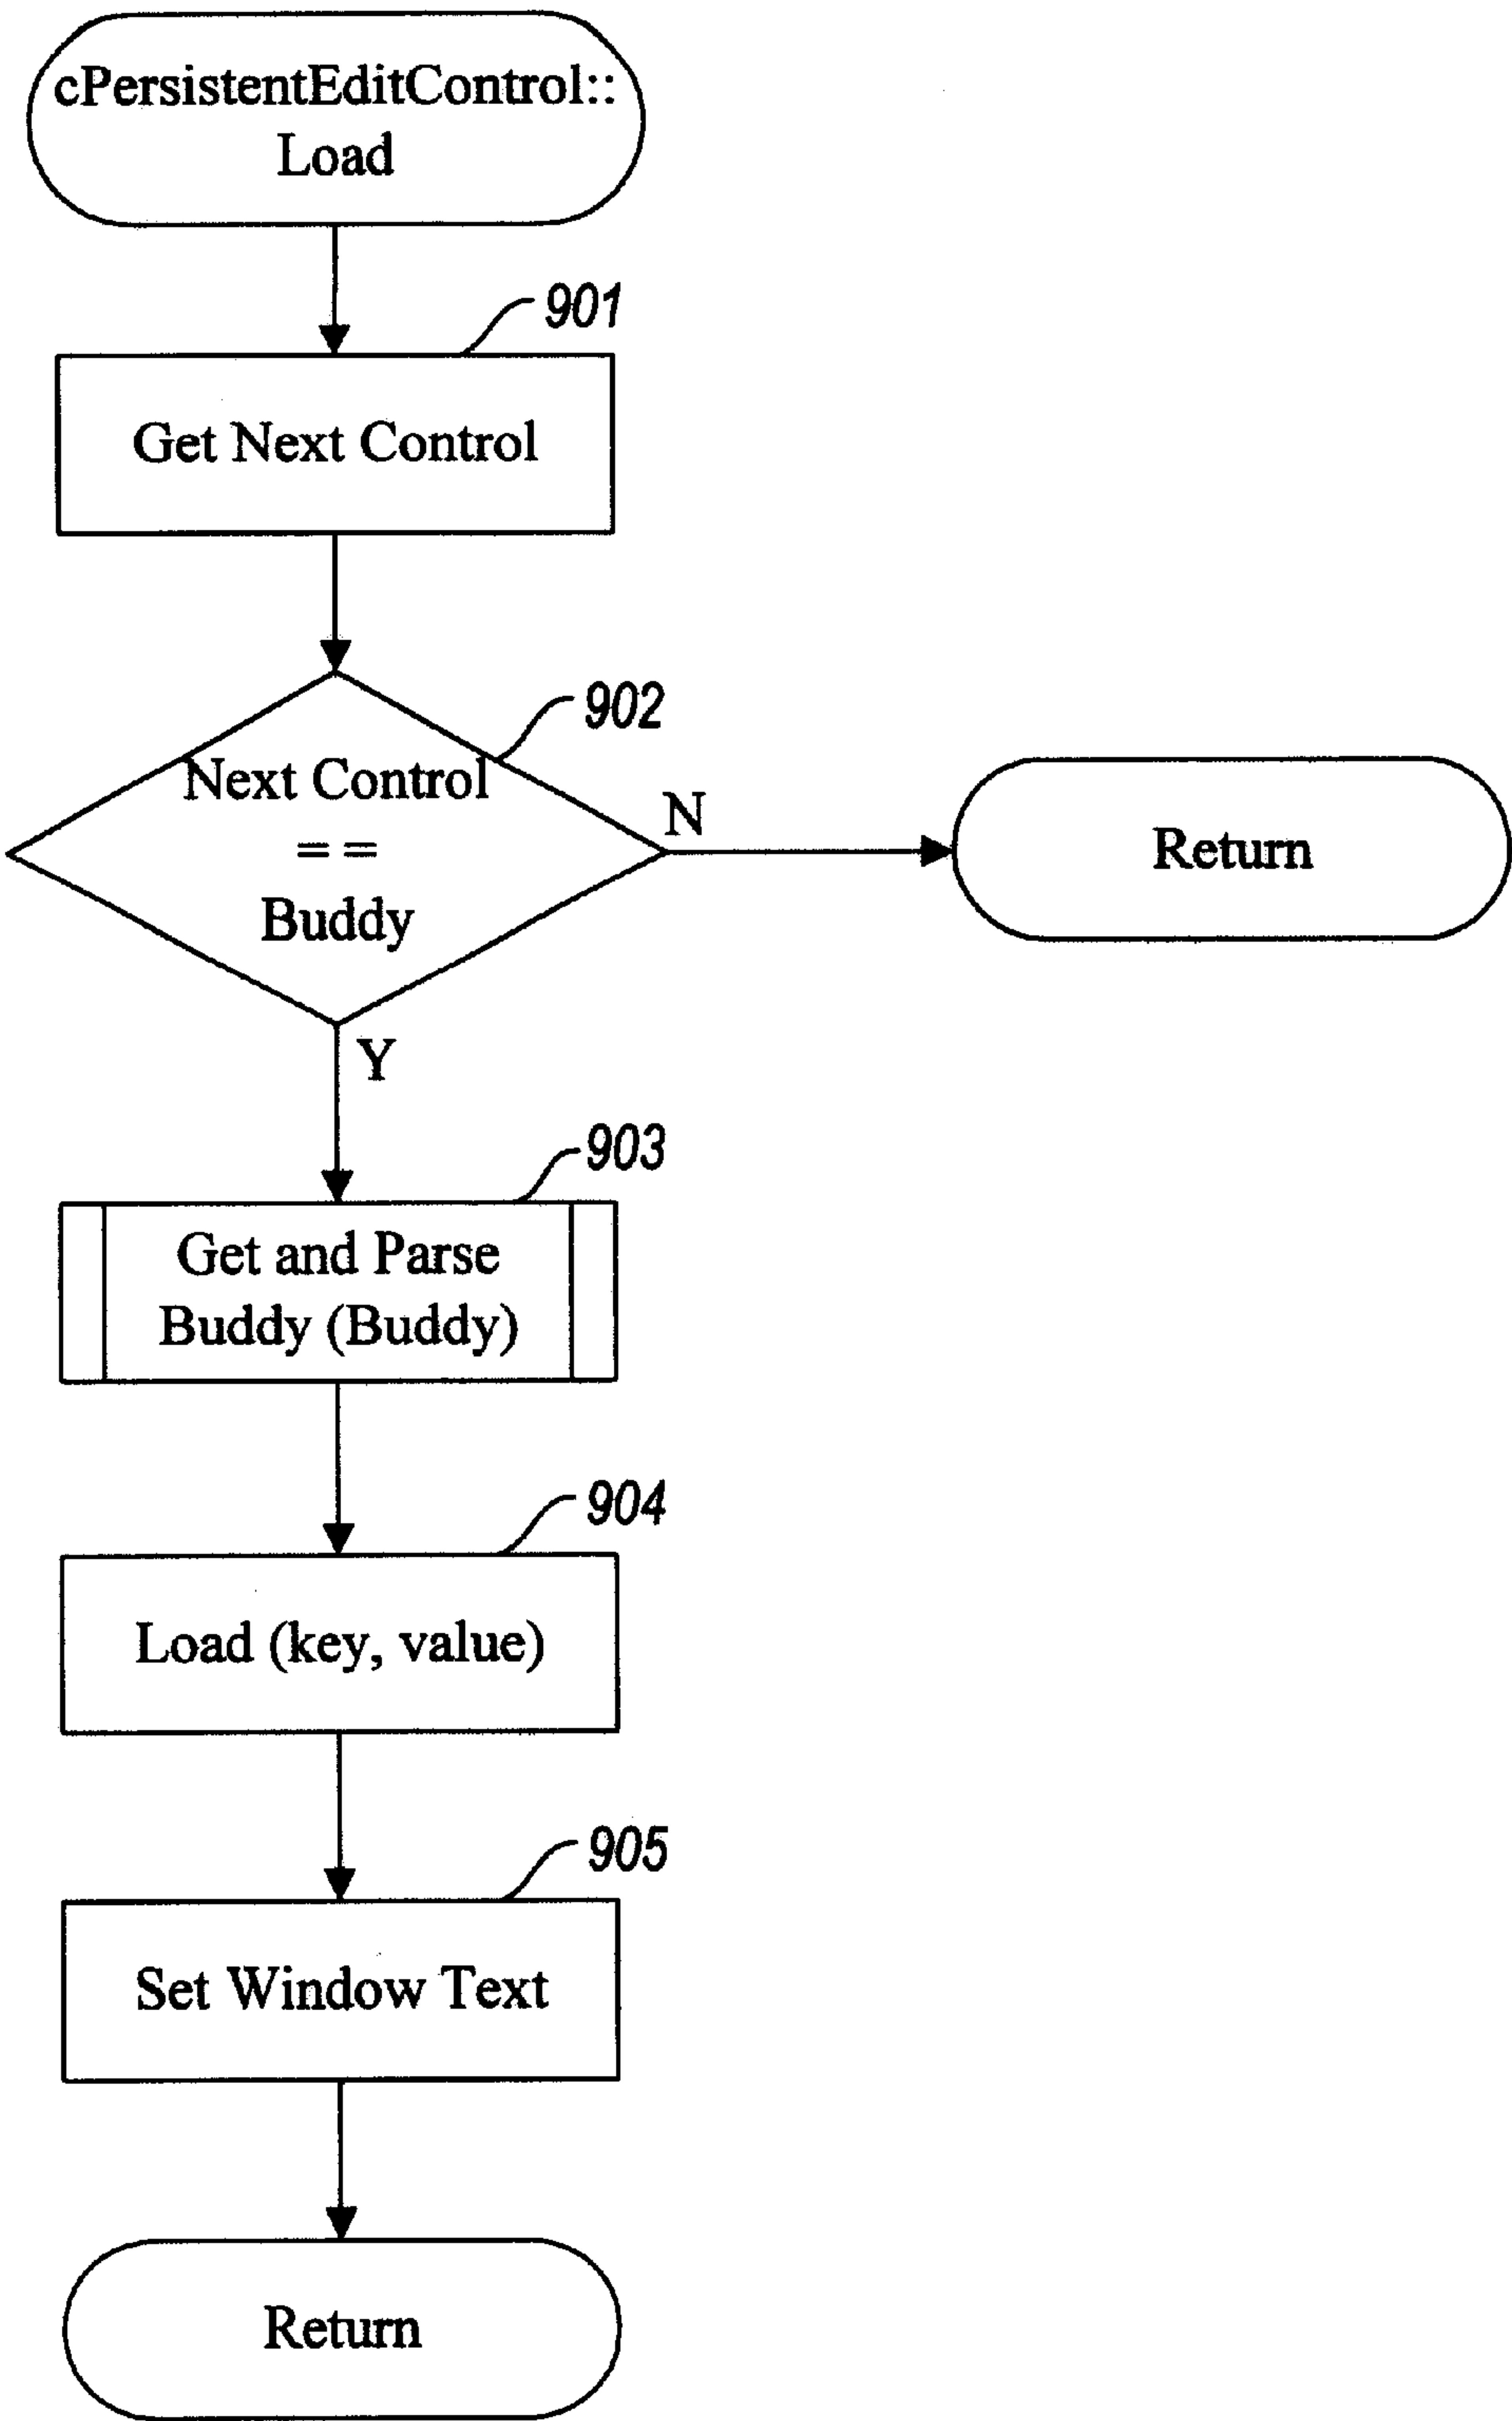 cPersistentEditControl::
Load
901
Get Next Control
902
Next Control
= =
Buddy
N
Return
Y
903
Get and Parse
Buddy (Buddy)
904
Load (key, value)
905
Set Window Text
Return